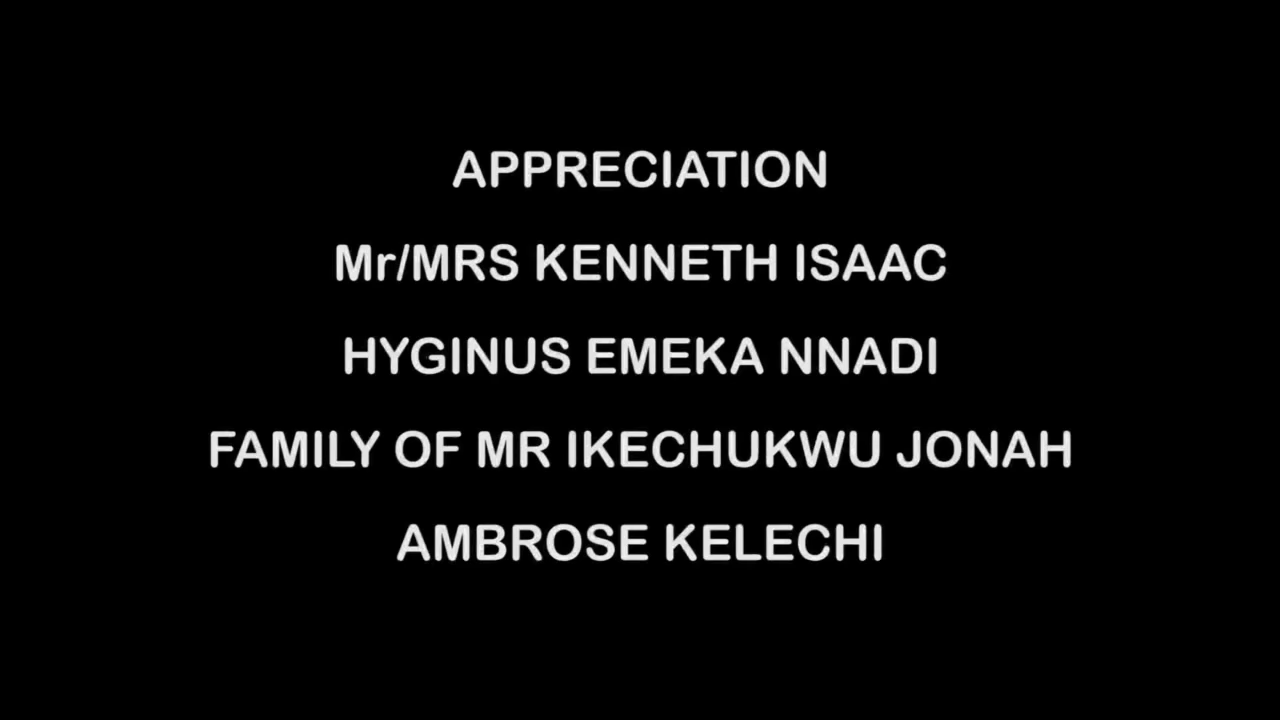 APPRECIATION
Mr/MRS KENNETH ISAAC
HYGINUS EMEKA NNADI
FAMILY OF MR IKECHUKWU JONAH
AMBROSE KELECHI